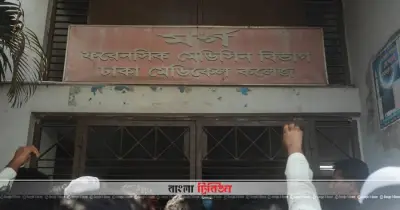 মর্গ
ফরেনসিক মেডিসিন বিভাগ
ঢাকা মেডিকেল কলেজ
বাংলা ট্রিবিউন